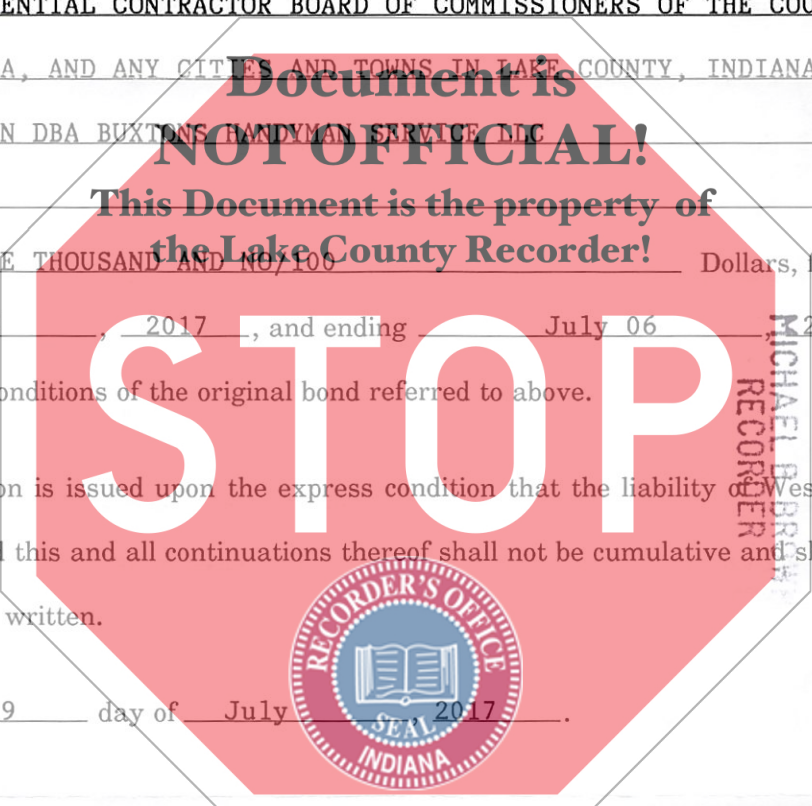 ENTIAL CONTRACTOR BOARD OF COMMISSIONERS OF THE COU
A, AND ANY CITIES AND TOWNS IN LAKE COUNTY, INDIANA
Document is
N DBA BUXTONS HANDYMAN SERVICE LLC
NOT OFFICIAL!
This Document is the property of
the Lake County Recorder!
E THOUSAND AND NO/100 Dollars, f
, 2017 , and ending July 06 , 2
STOP
onditions of the original bond referred to above.
MICHAEL B. BROWN
RECORDER
on is issued upon the express condition that the liability of Wes
d this and all continuations thereof shall not be cumulative and sh
written.
9 day of July , 2017 .
RECORDER'S OFFICE
SEAL
INDIANA